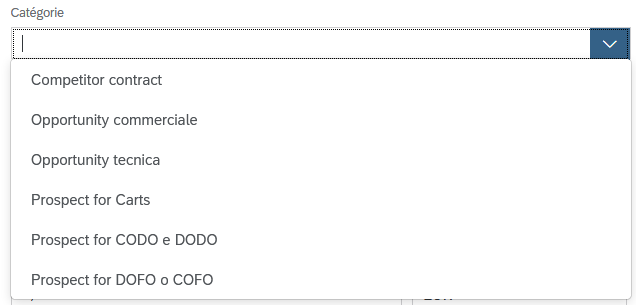 Catégorie
Competitor contract
Opportunity commerciale
Opportunity tecnica
Prospect for Carts
Prospect for CODO e DODO
Prospect for DOFO o COFO